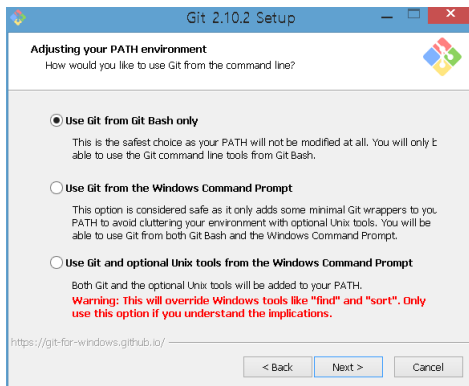 Git 2.10.2 Setup
Adjusting your PATH environment
How would you like to use Git from the command line?
Use Git from Git Bash only
This is the safest choice as your PATH will not be modified at all. You will only
able to use the Git command line tools from Git Bash.
Use Git from the Windows Command Prompt
This option is considered safe as it only adds some minimal Git wrappers to
PATH to avoid cluttering your environment with optional Unix tools. You will be
able to use Git from both Git Bash and the Windows Command Prompt.
Use Git and optional Unix tools from the Windows Command Prompt
Both Git and the optional Unix tools will be added to your PATH.
Warning: This will override Windows tools like "find" and "sort". Only
use this option if you understand the implications.
https://git-for-windows.github.io/
< Back Next > Cancel